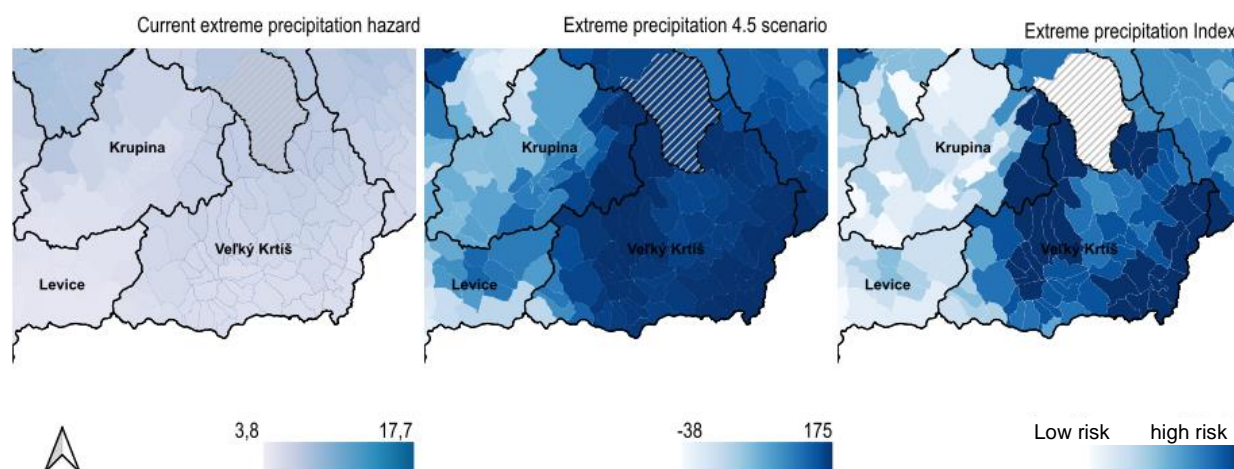 Current extreme precipitation hazard
Extreme precipitation 4.5 scenario
Extreme precipitation Index
Krupina
Veľký Krtíš
Levice
Krupina
Veľký Krtíš
Levice
Krupina
Veľký Krtíš
Levice
3,8 17,7
-38 175
Low risk high risk